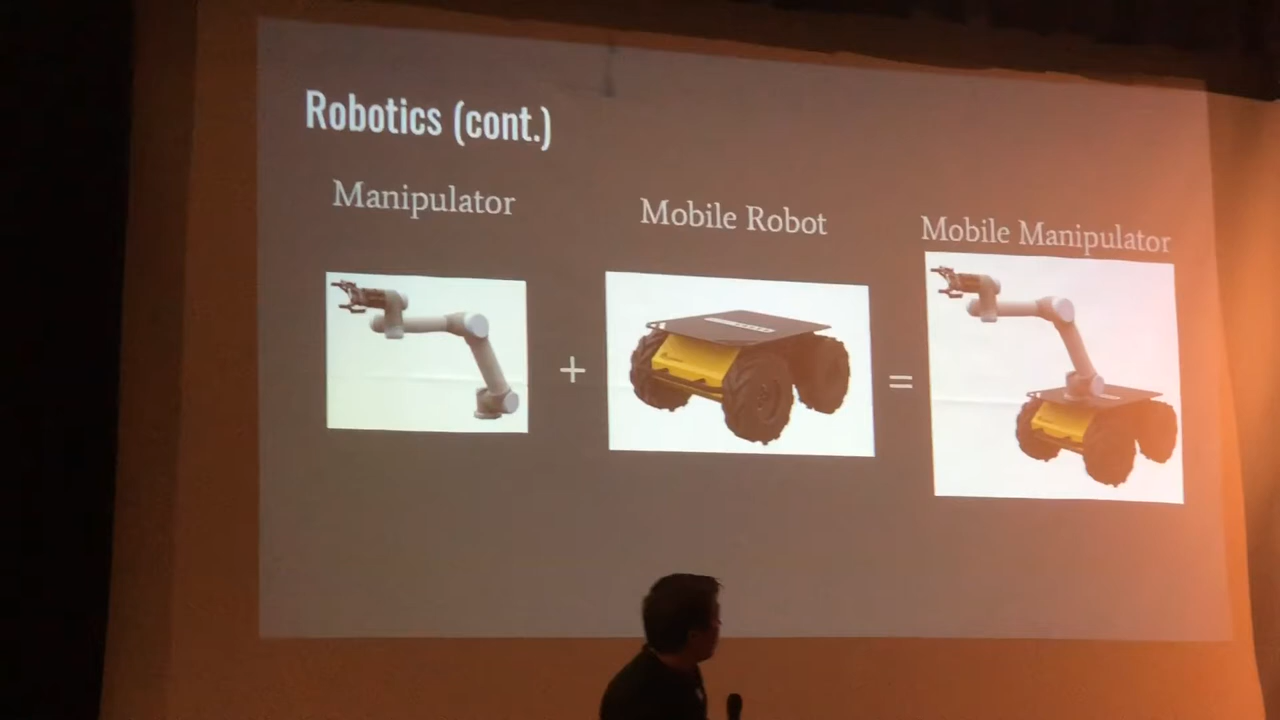 Robotics (cont.)
Manipulator
Mobile Robot
Mobile Manipulator
+
=